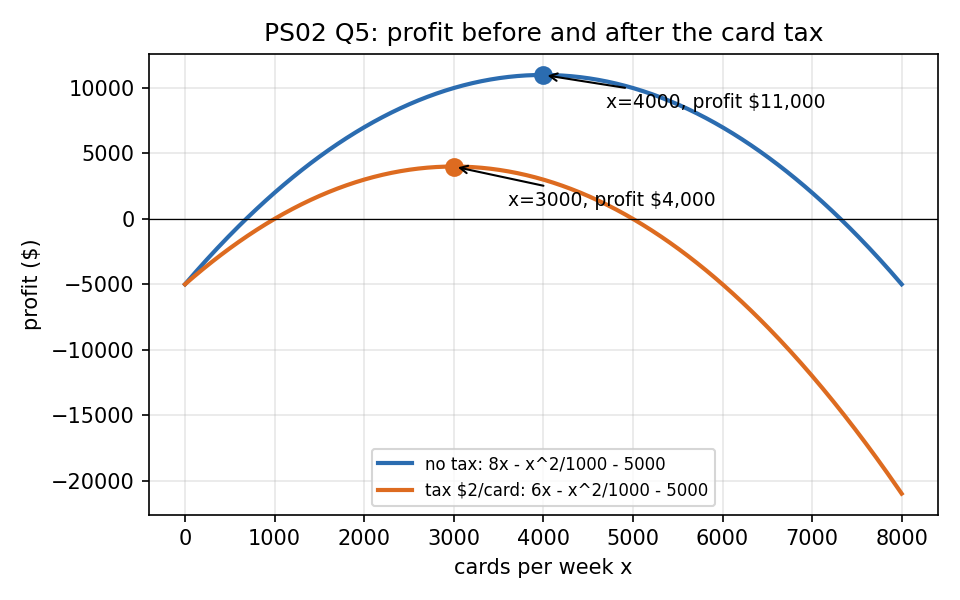 PS02 Q5: profit before and after the card tax
profit ($)
10000
5000
0
−5000
−10000
−15000
−20000
x=4000, profit $11,000
x=3000, profit $4,000
no tax: 8x - x^2/1000 - 5000
tax $2/card: 6x - x^2/1000 - 5000
0 1000 2000 3000 4000 5000 6000 7000 8000
cards per week x